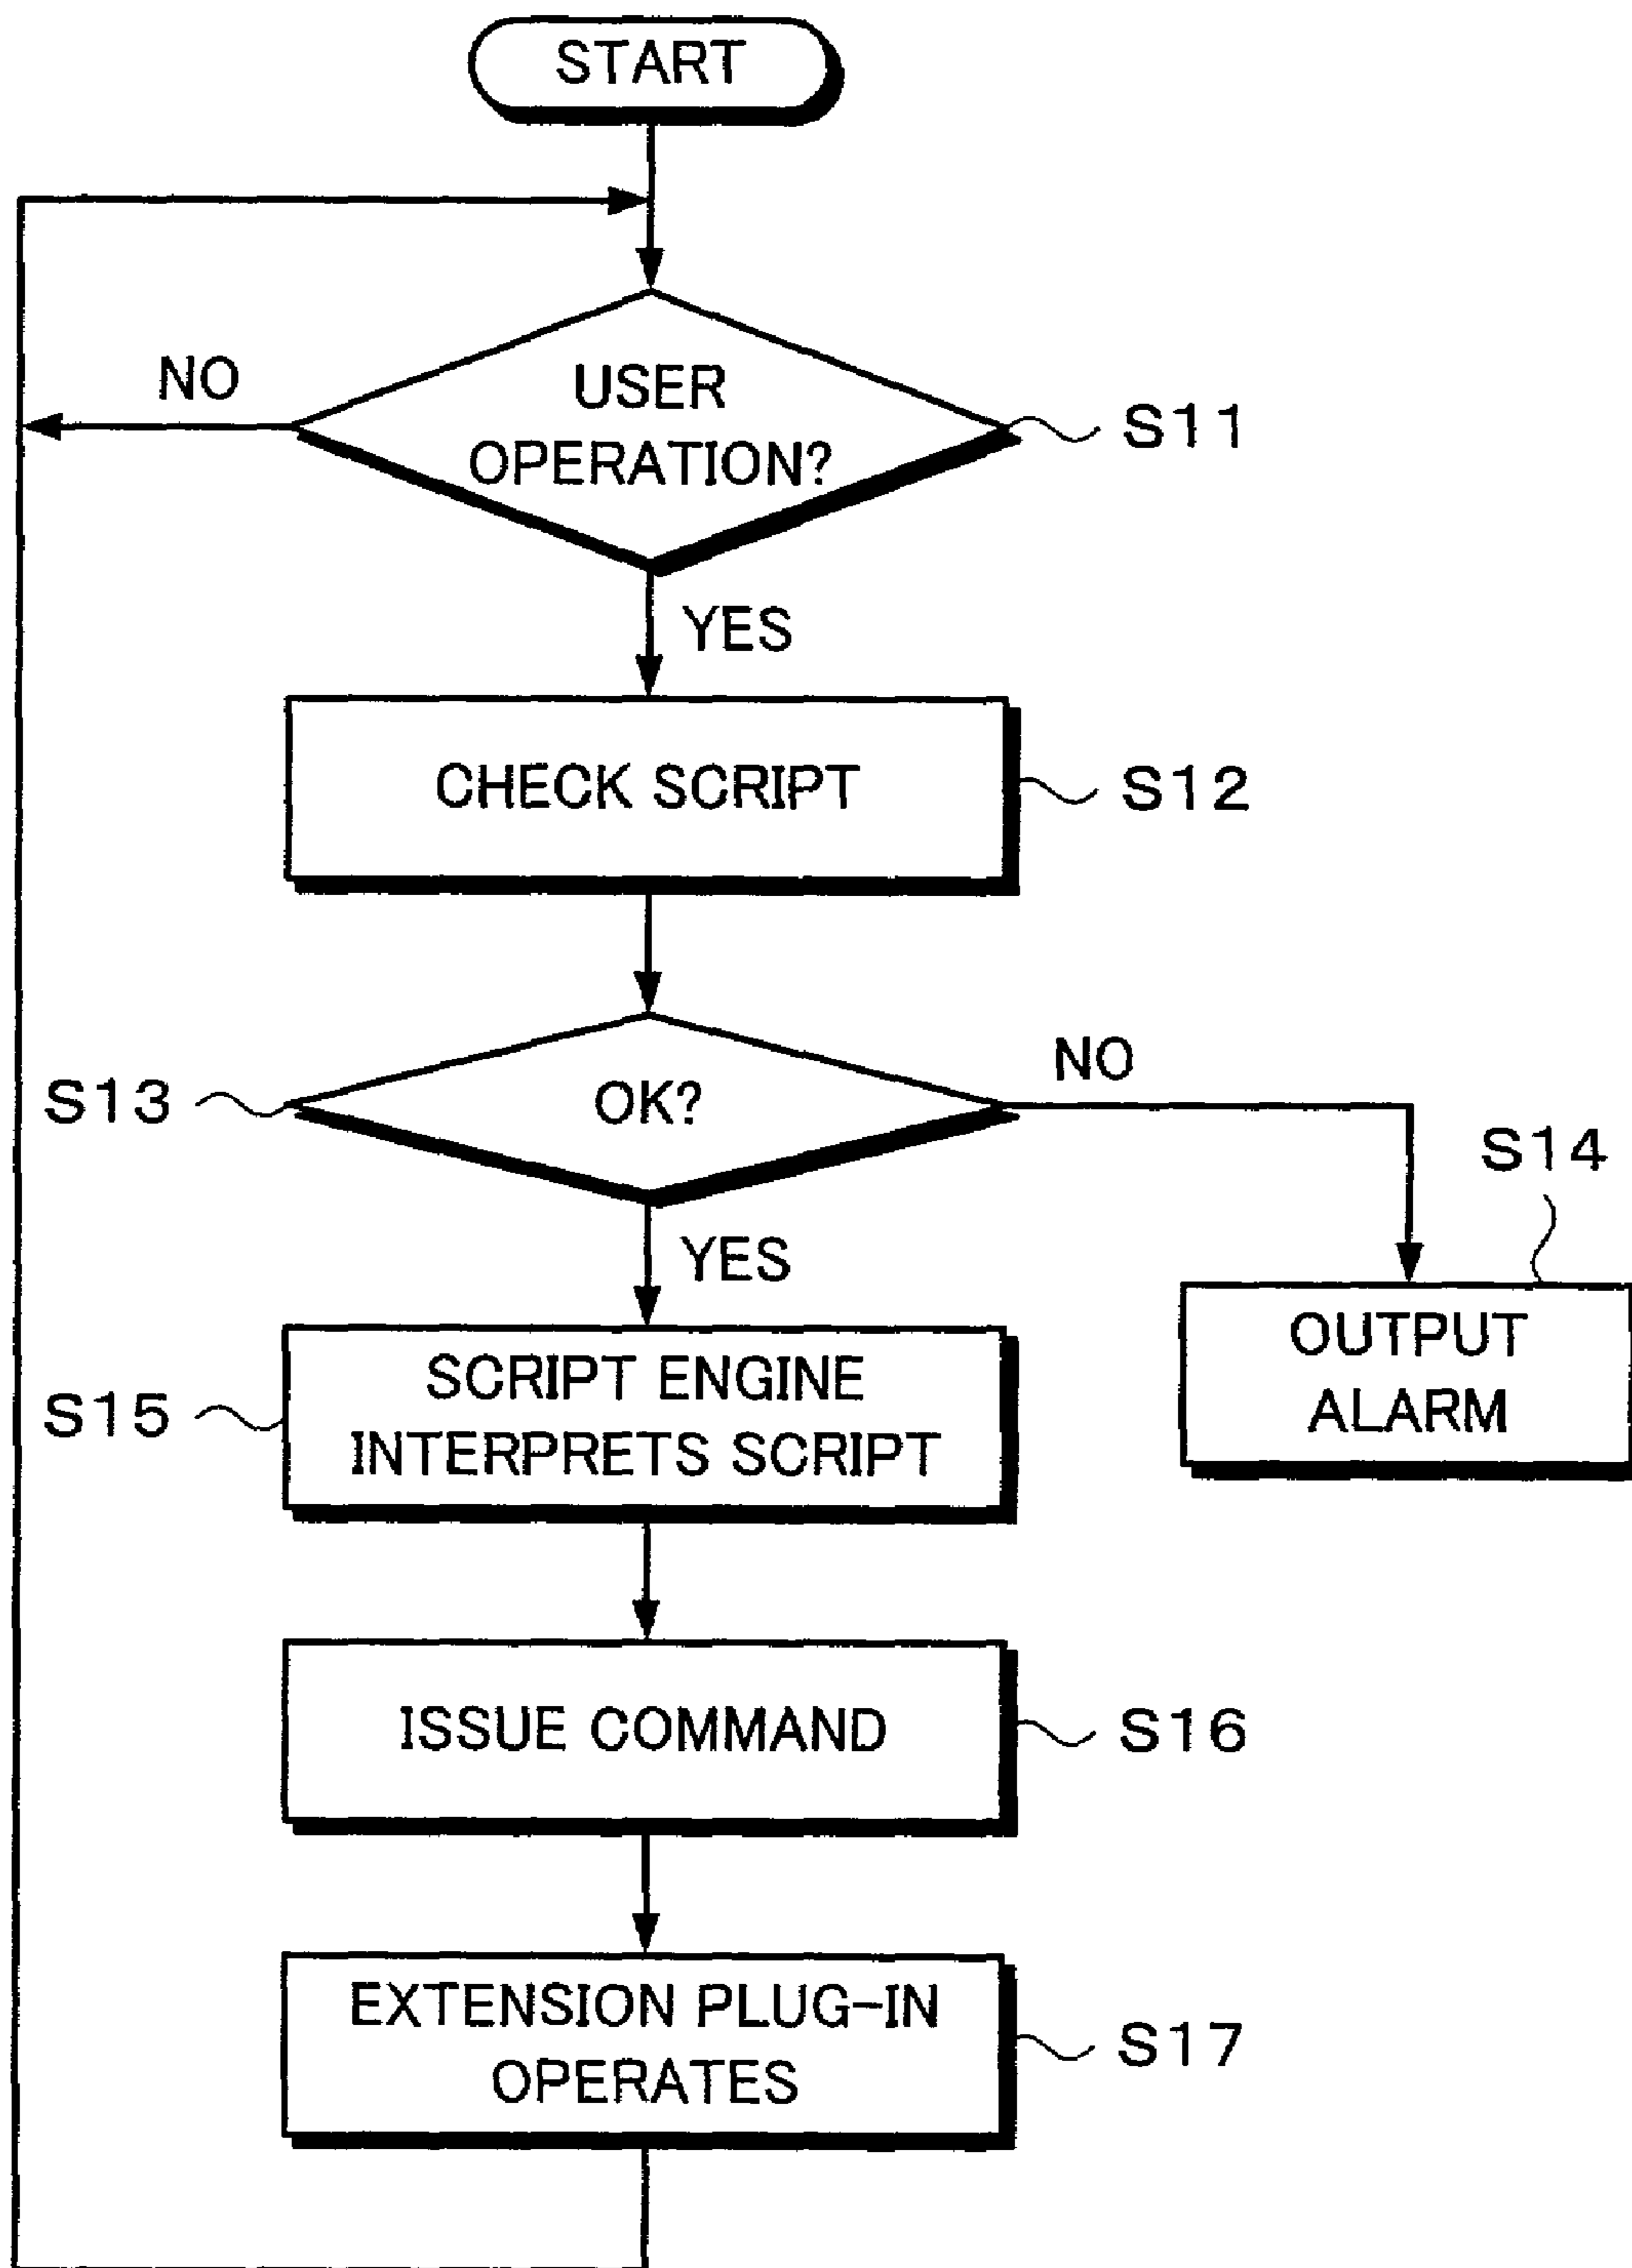 START
NO
USER
OPERATION?
S11
YES
CHECK SCRIPT
S12
S13
OK?
NO
S14
YES
OUTPUT
ALARM
S15
SCRIPT ENGINE
INTERPRETS SCRIPT
ISSUE COMMAND
S16
EXTENSION PLUG-IN
OPERATES
S17